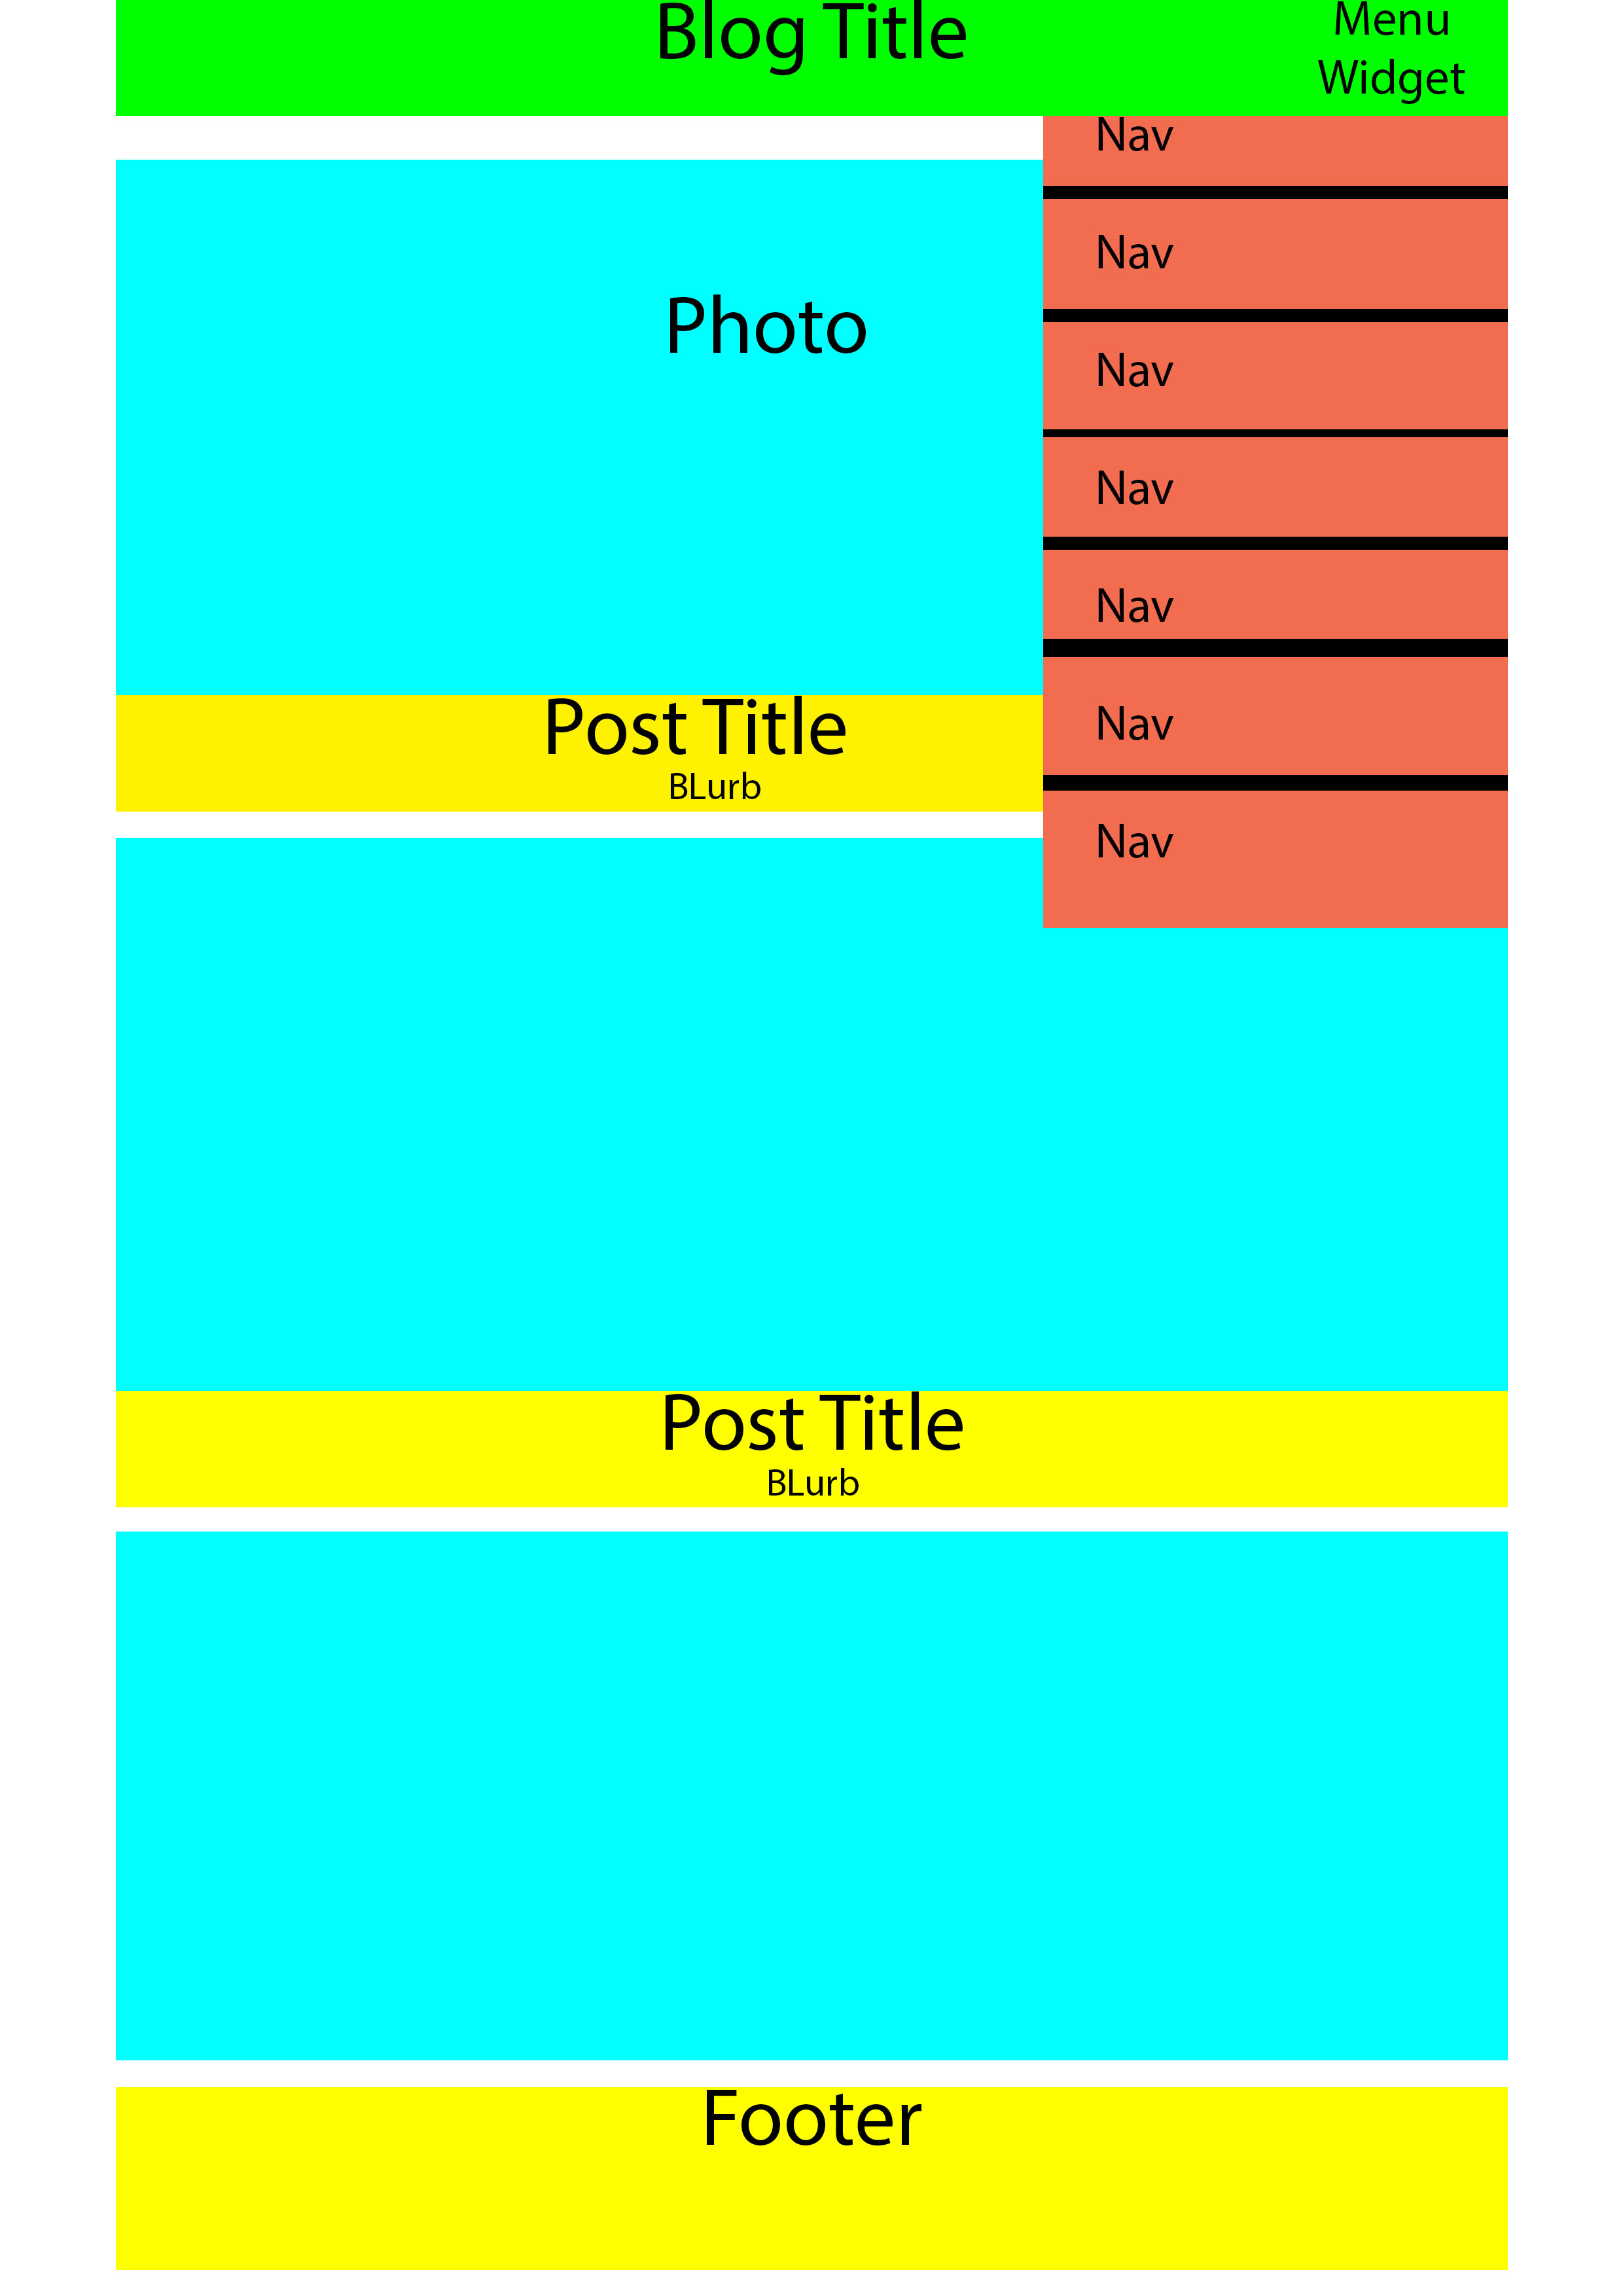 Blog Title
Menu
Widget
Nav
Nav
Photo
Nav
Nav
Nav
Nav
Nav
Post Title
BLurb
Post Title
BLurb
Footer